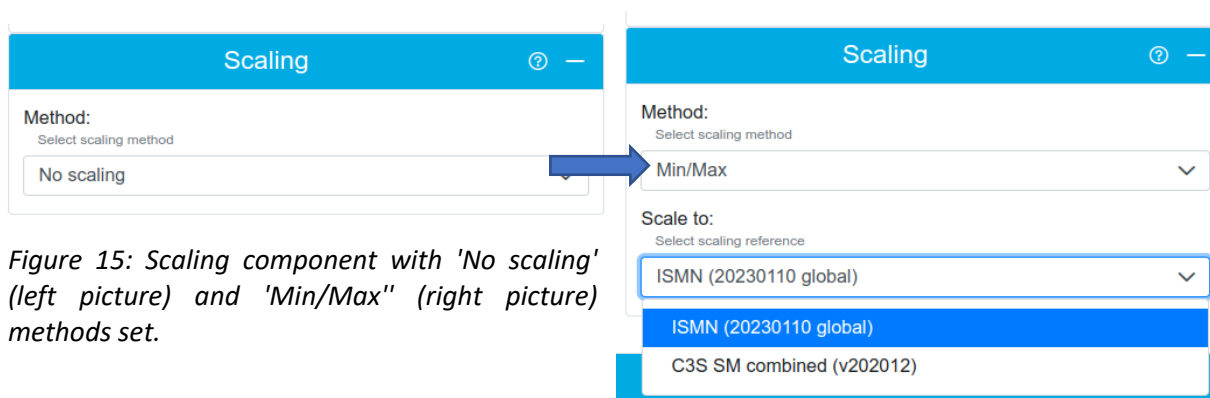 Scaling
Method:
Select scaling method
No scaling
Figure 15: Scaling component with 'No scaling'
(left picture) and 'Min/Max'' (right picture)
methods set.
Scaling
Method:
Select scaling method
Min/Max
Scale to:
Select scaling reference
ISMN (20230110 global)
ISMN (20230110 global)
C3S SM combined (v202012)